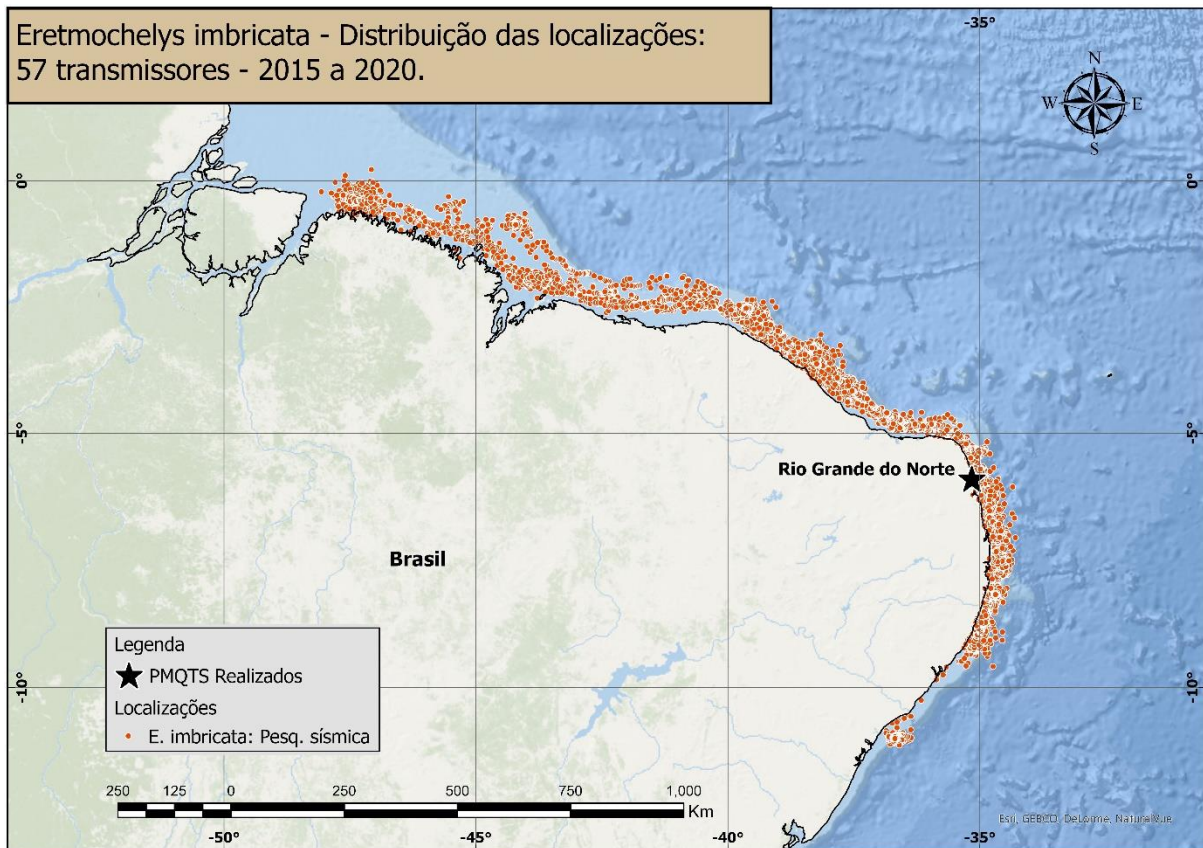 Eretmochelys imbricata - Distribuição das localizações:
57 transmissores - 2015 a 2020.
-35°
N
W E
S
0° 0°
-5° -5°
Rio Grande do Norte
Brasil
Legenda
PMQTS Realizados
Localizações
E. imbricata: Pesq. sísmica
-10° -10°
250 125 0 250 500 750 1,000
Km
Esri, GEBCO, DeLorme, NaturalVue
-50° -45° -40° -35°